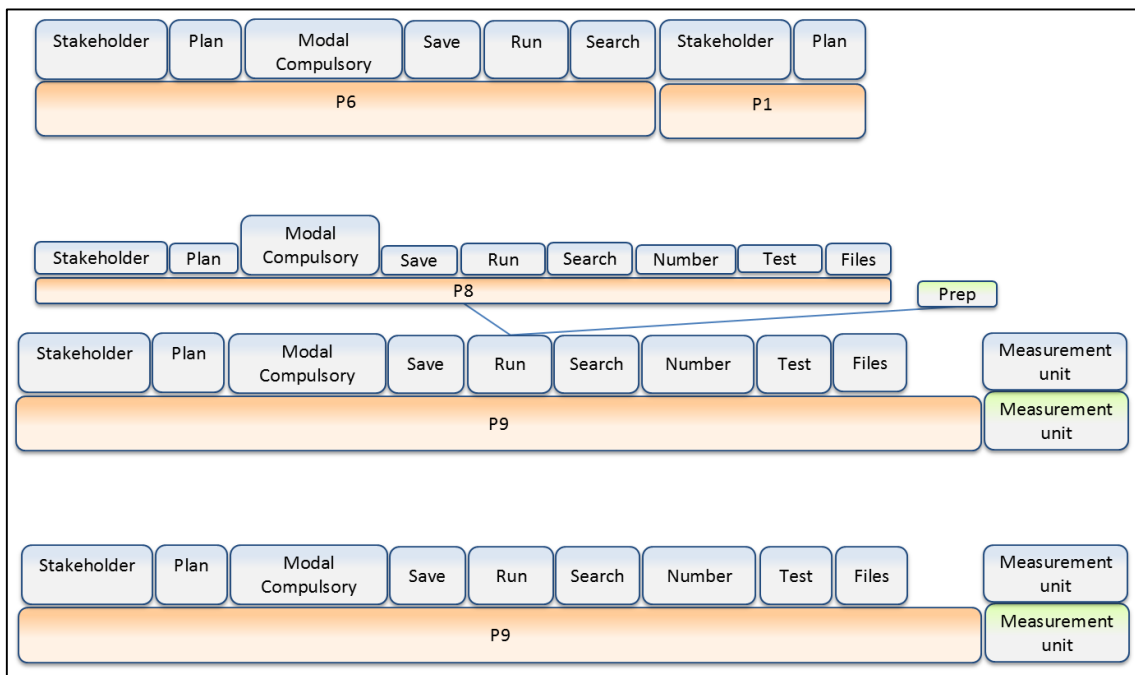 Stakeholder Plan Modal Compulsory Save Run Search Stakeholder Plan
P6 P1
Stakeholder Plan Modal Compulsory Save Run Search Number Test Files
P8 Prep
Stakeholder Plan Modal Compulsory Save Run Search Number Test Files Measurement unit
P9 Measurement unit
Stakeholder Plan Modal Compulsory Save Run Search Number Test Files Measurement unit
P9 Measurement unit